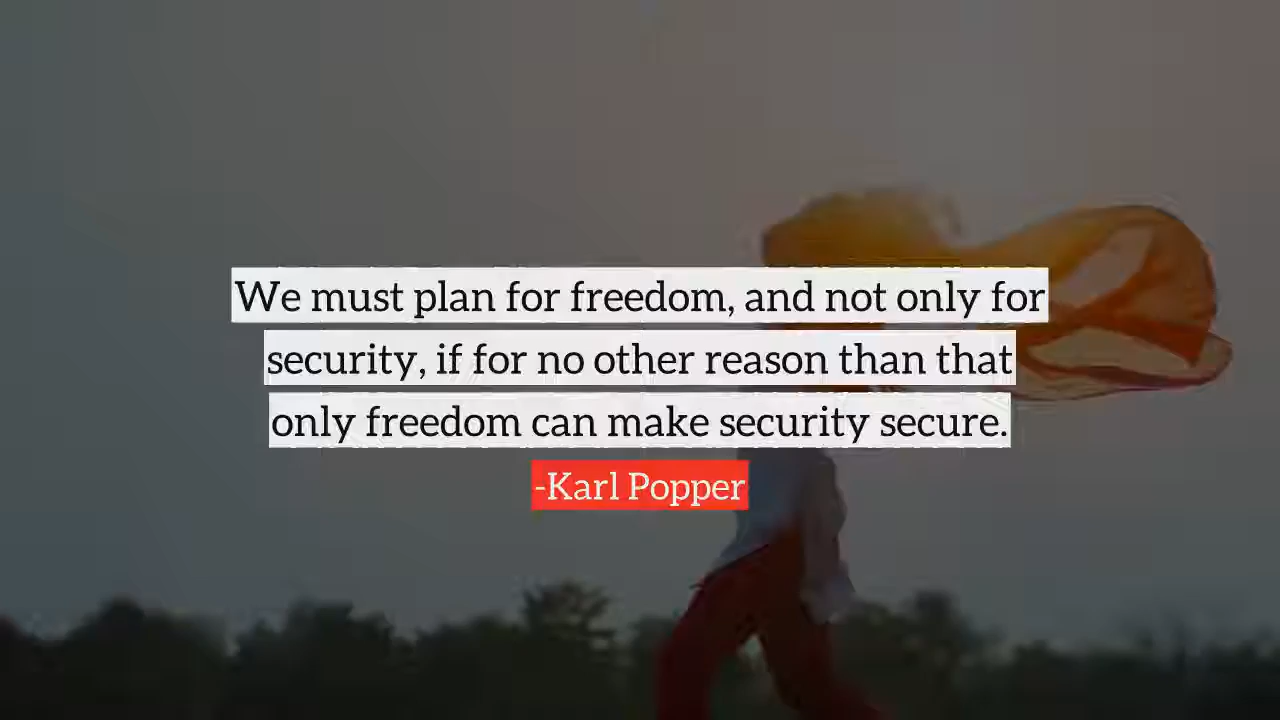 We must plan for freedom, and not only for
security, if for no other reason than that
only freedom can make security secure.
-Karl Popper